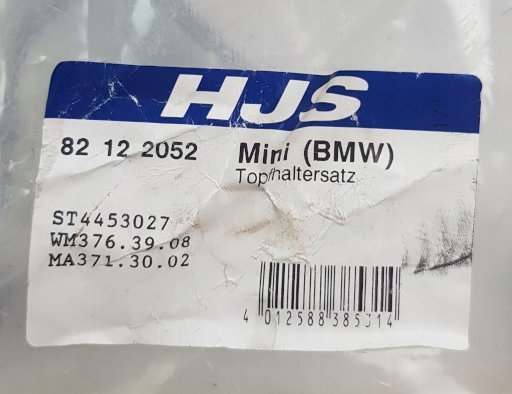 HJS
82 12 2052 Mini (BMW)
Topfhaltersatz
ST4453027
WM376.39.08
MA371.30.02
4 012588 385314